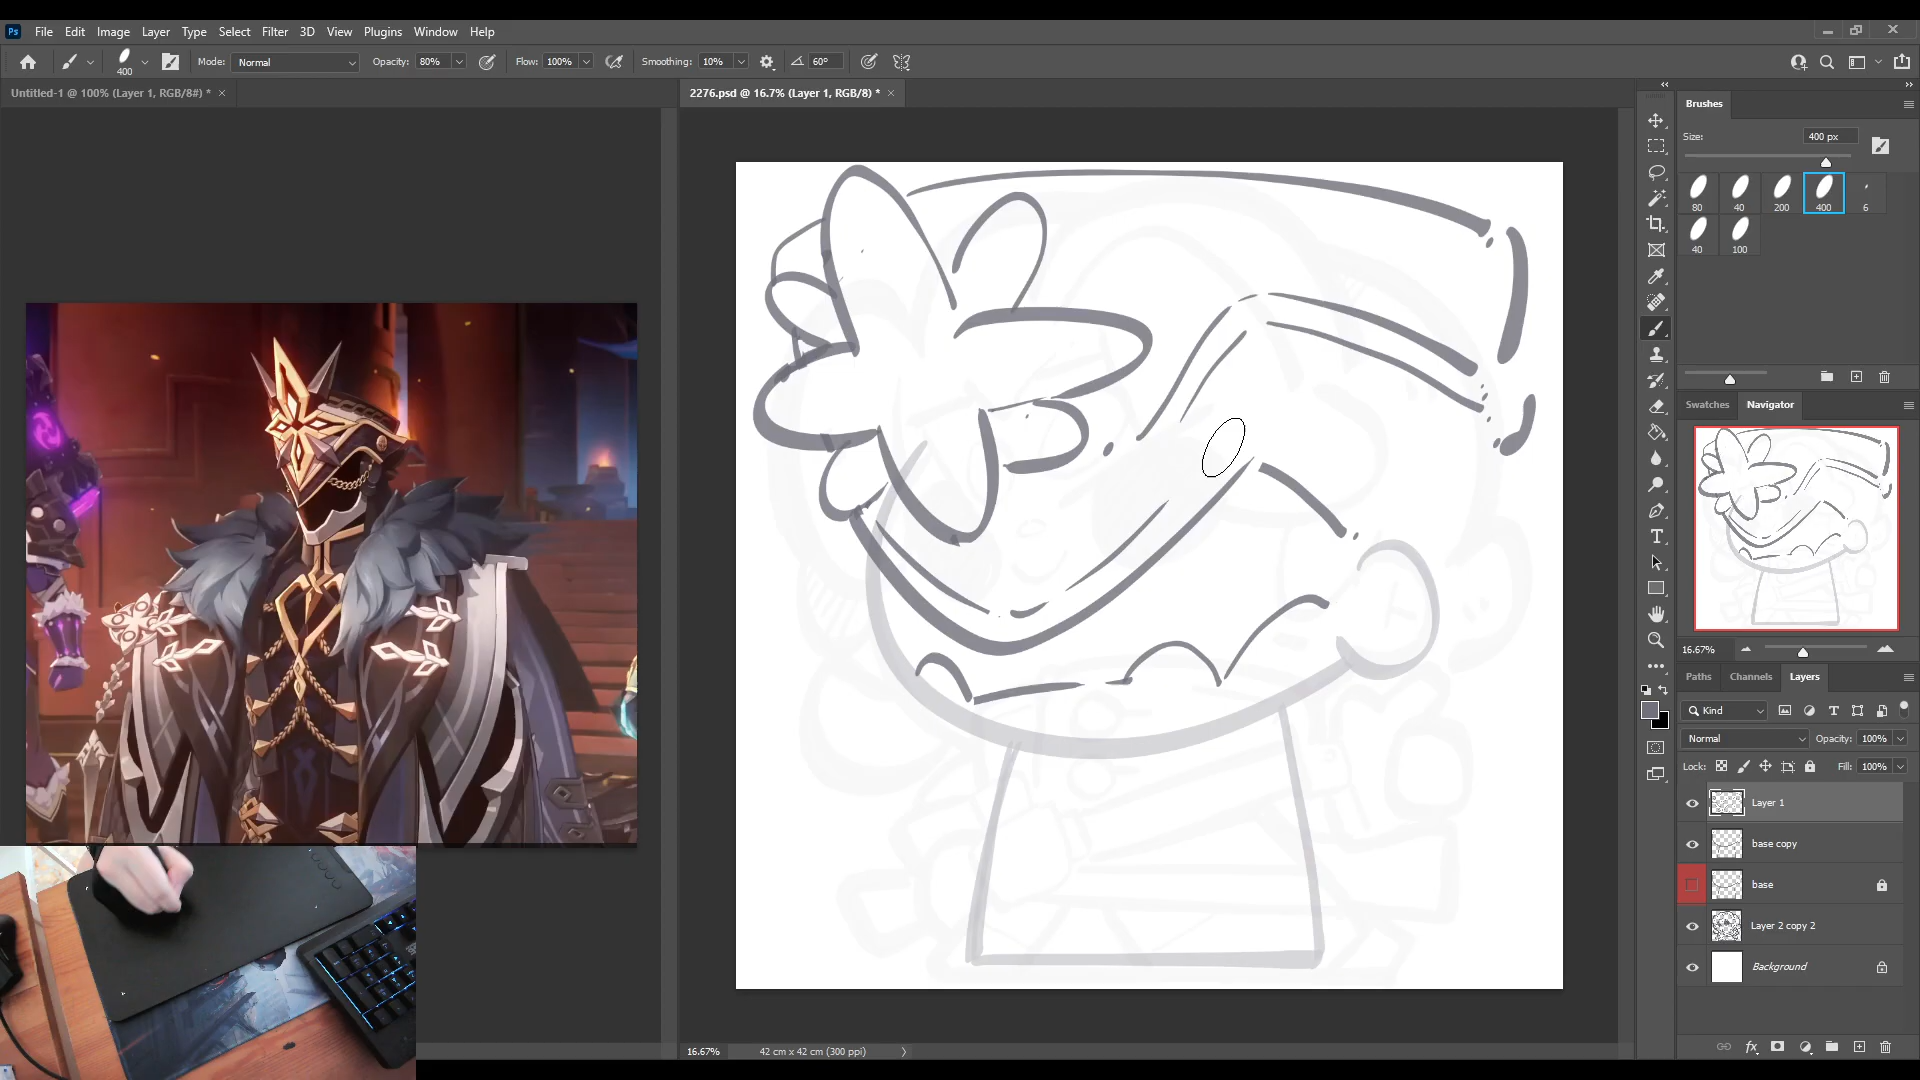 Ps File Edit Image Layer Type Select Filter 3D View Plugins Window Help
400 Mode: Normal Opacity: 80% Flow: 100% Smoothing: 10% 60°
Untitled-1 @ 100% (Layer 1, RGB/8#) * ×
2276.psd @ 16.7% (Layer 1, RGB/8) * ×
Brushes
Size: 400 px
80 40 200 400 6
40 100
Swatches Navigator
16.67%
Paths Channels Layers
Kind
Normal Opacity: 100%
Lock: Fill: 100%
Layer 1
base copy
base
Layer 2 copy 2
Background
16.67% 42 cm x 42 cm (300 ppi)